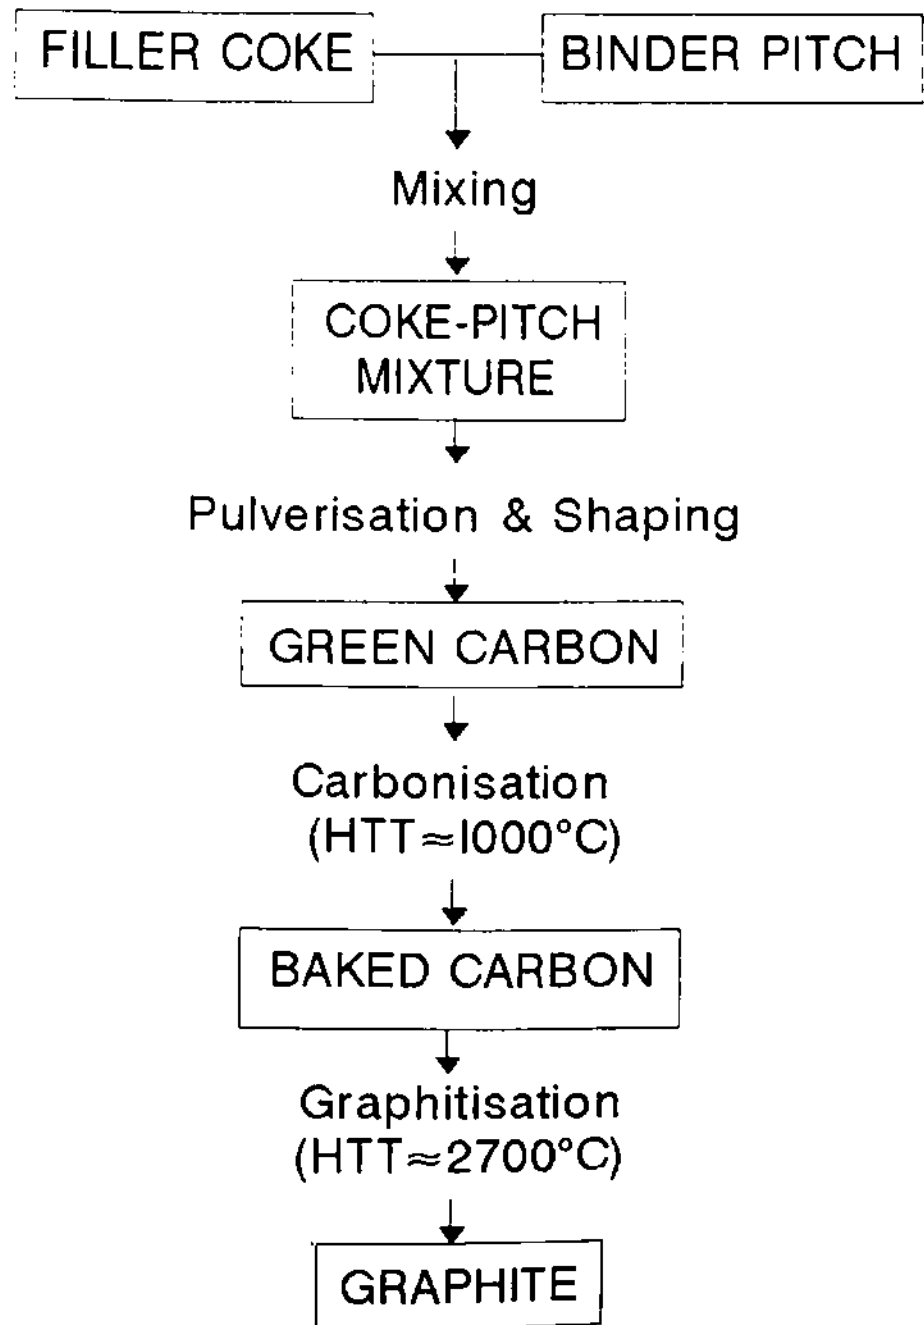 FILLER COKE
BINDER PITCH
Mixing
COKE-PITCH
MIXTURE
Pulverisation & Shaping
GREEN CARBON
Carbonisation
(HTT≈1000°C)
BAKED CARBON
Graphitisation
(HTT≈2700°C)
GRAPHITE